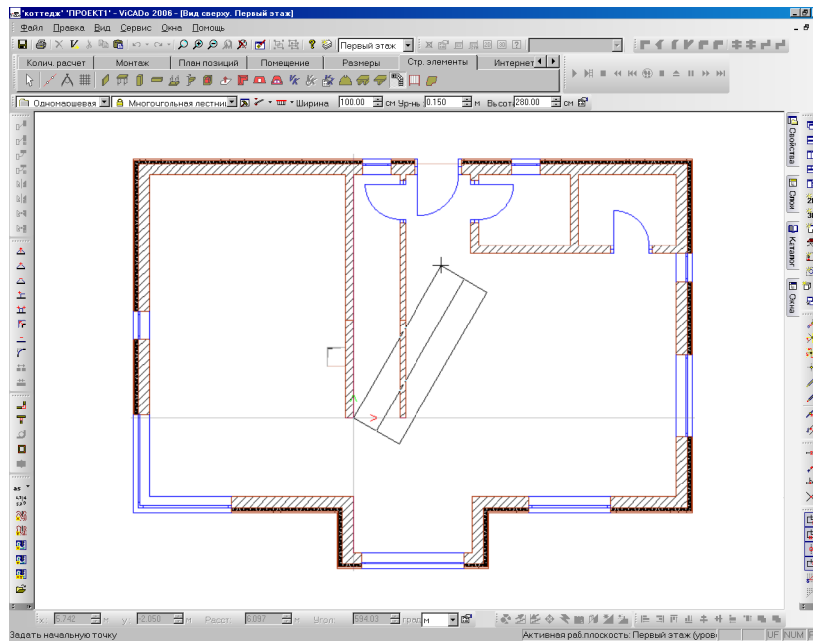 "коттедж" "ПРОЕКТ1" - ViCADo 2006 - [Вид сверху. Первый этаж]
Файл Правка Вид Сервис Окна Помощь
Первый этаж
Колич. расчет Монтаж План позиций Помещение Размеры Стр. элементы Интернет
Одномаршевая Многоугольная лестни Ширина 100.00 см Ур-нь 0.150 м Высот 280.00 см
Свойства
Слои
Каталог
Окна
as
x: 5.742 м y: -2.058 м Расст. 6.097 м Угол: 594.03 град м
Задать начальную точку Активная раб.плоскость: Первый этаж (уров UF NUM